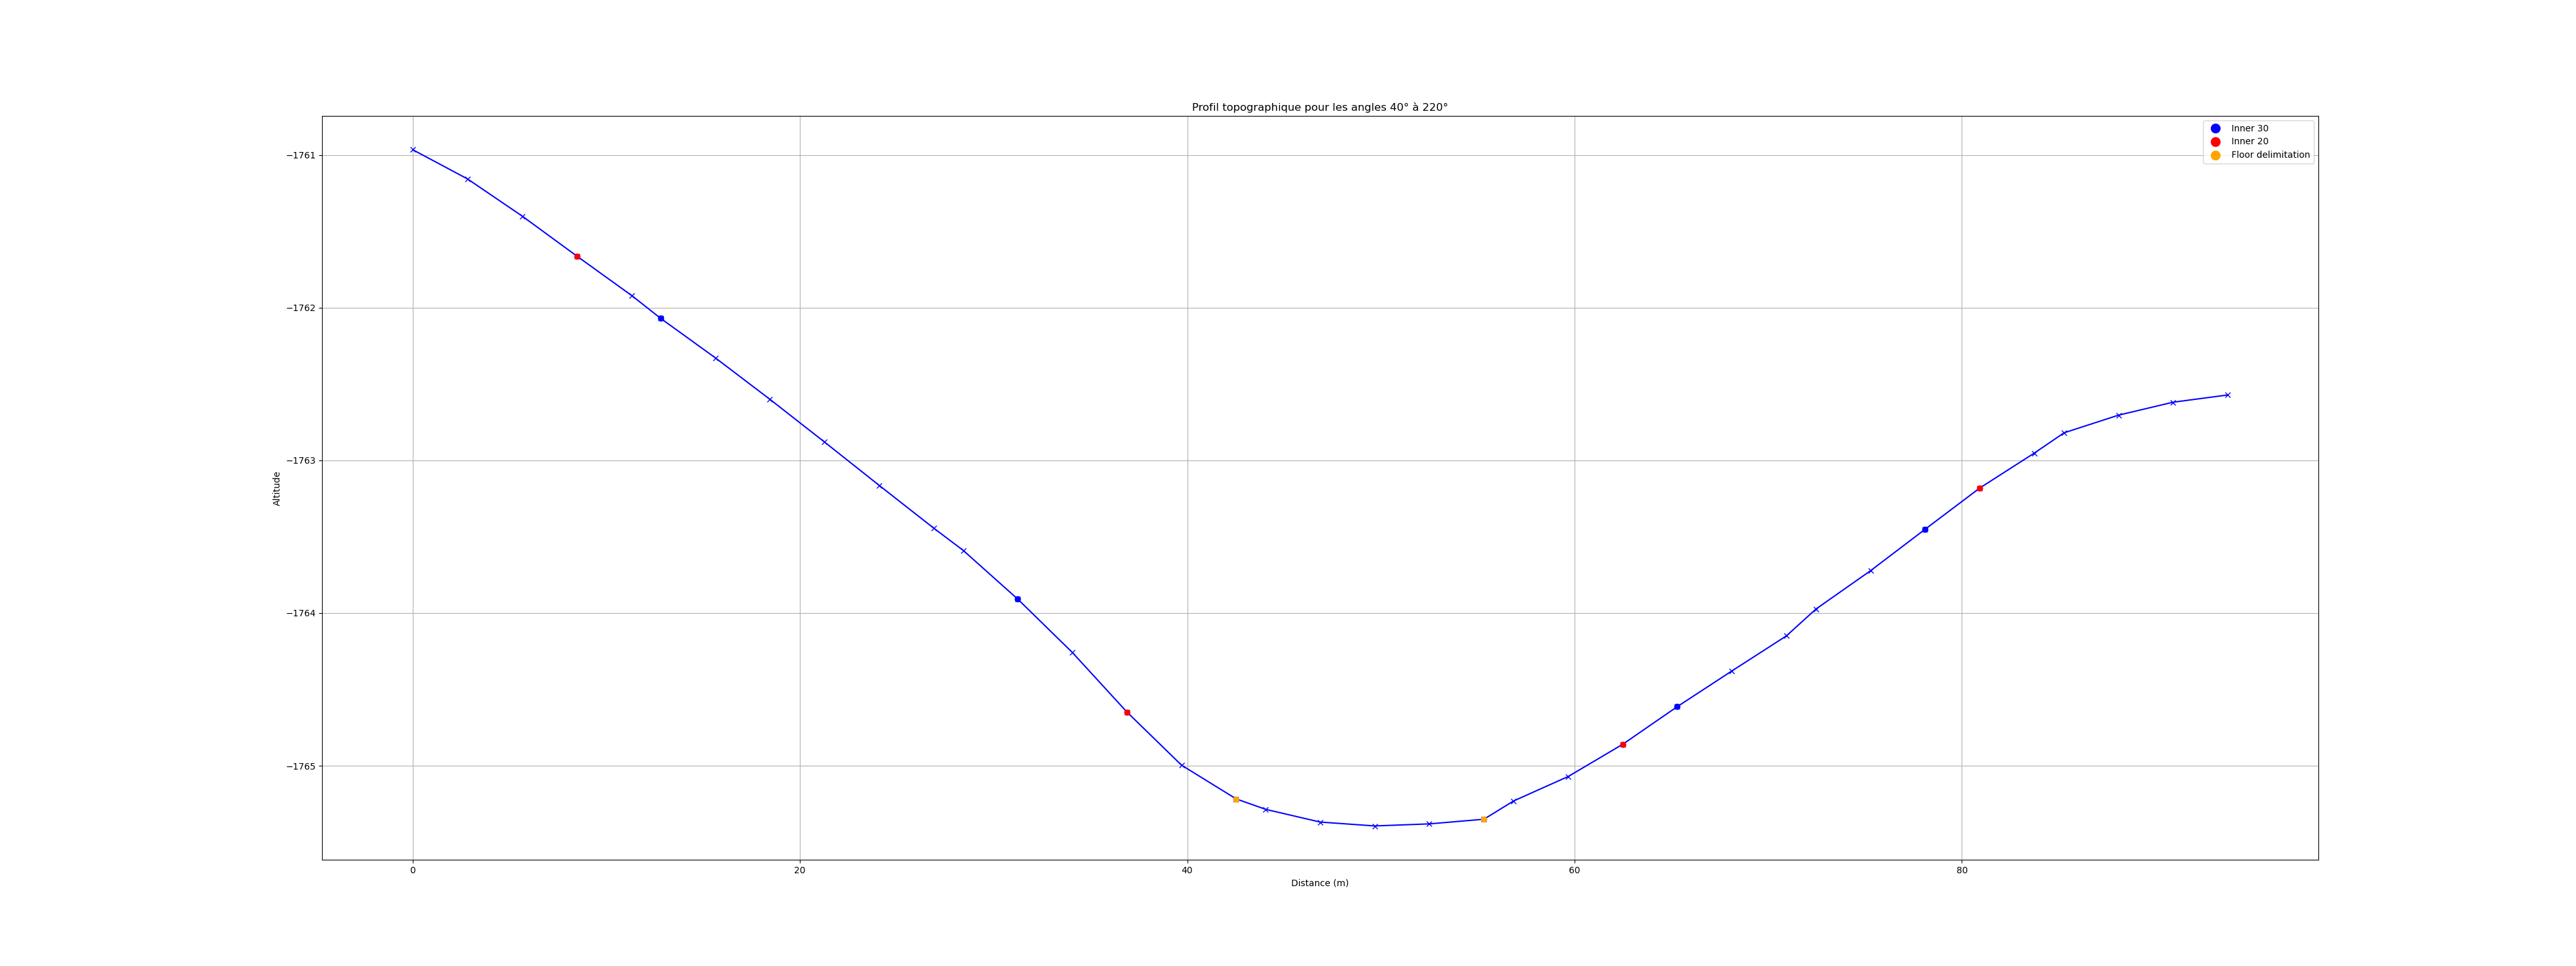 Profil topographique pour les angles 40° à 220°
Inner 30
Inner 20
Floor delimitation
−1761
−1762
−1763
−1764
−1765
Altitude
0 20 40 60 80
Distance (m)